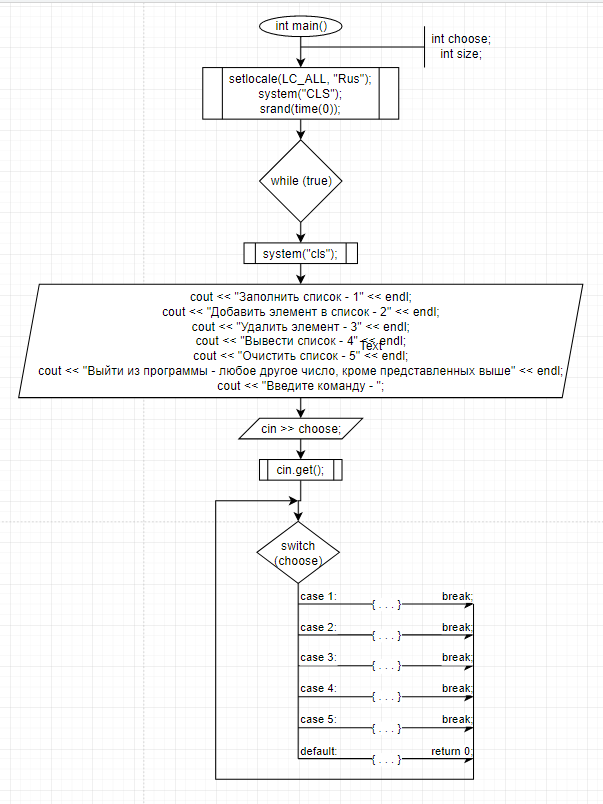 int main()
int choose;
int size;
setlocale(LC_ALL, "Rus");
system("CLS");
srand(time(0));
while (true)
system("cls");
cout << "Заполнить список - 1" << endl;
cout << "Добавить элемент в список - 2" << endl;
cout << "Удалить элемент - 3" << endl;
cout << "Вывести список - 4" << endl;
Text
cout << "Очистить список - 5" << endl;
cout << "Выйти из программы - любое другое число, кроме представленных выше" << endl;
cout << "Введите команду - ";
cin >> choose;
cin.get();
switch
(choose)
case 1: { . . . } break;
case 2: { . . . } break;
case 3: { . . . } break;
case 4: { . . . } break;
case 5: { . . . } break;
default: { . . . } return 0;